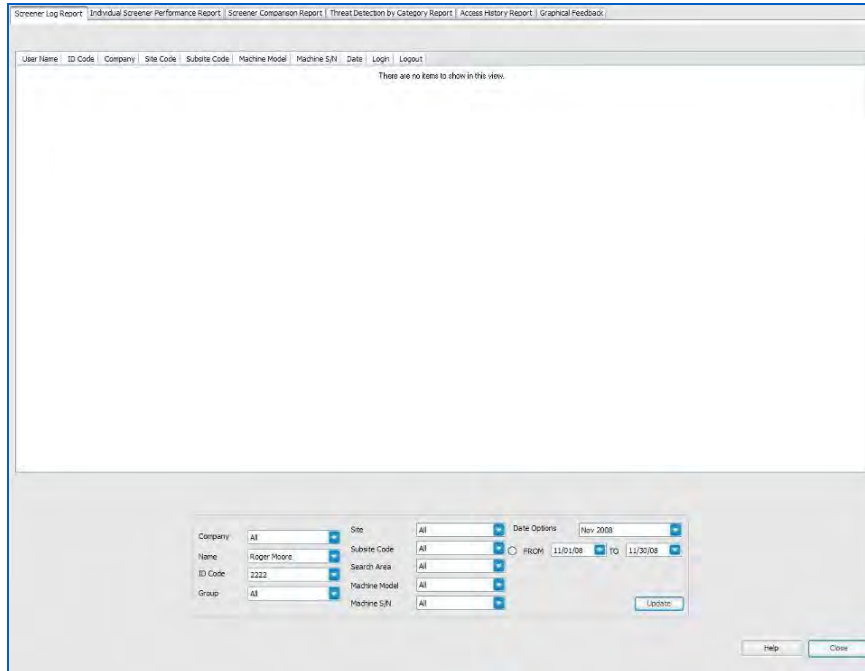 Screener Log Report Individual Screener Performance Report Screener Comparison Report Threat Detection by Category Report Access History Report Graphical Feedback
User Name ID Code Company Site Code Subsite Code Machine Model Machine S/N Date Login Logout
There are no items to show in this view.
Company All
Name Roger Moore
ID Code 2222
Group All
Site All
Subsite Code All
Search Area All
Machine Model All
Machine S/N All
Date Options Nov 2008
FROM 11/01/08 TO 11/30/08
Update
Help Close